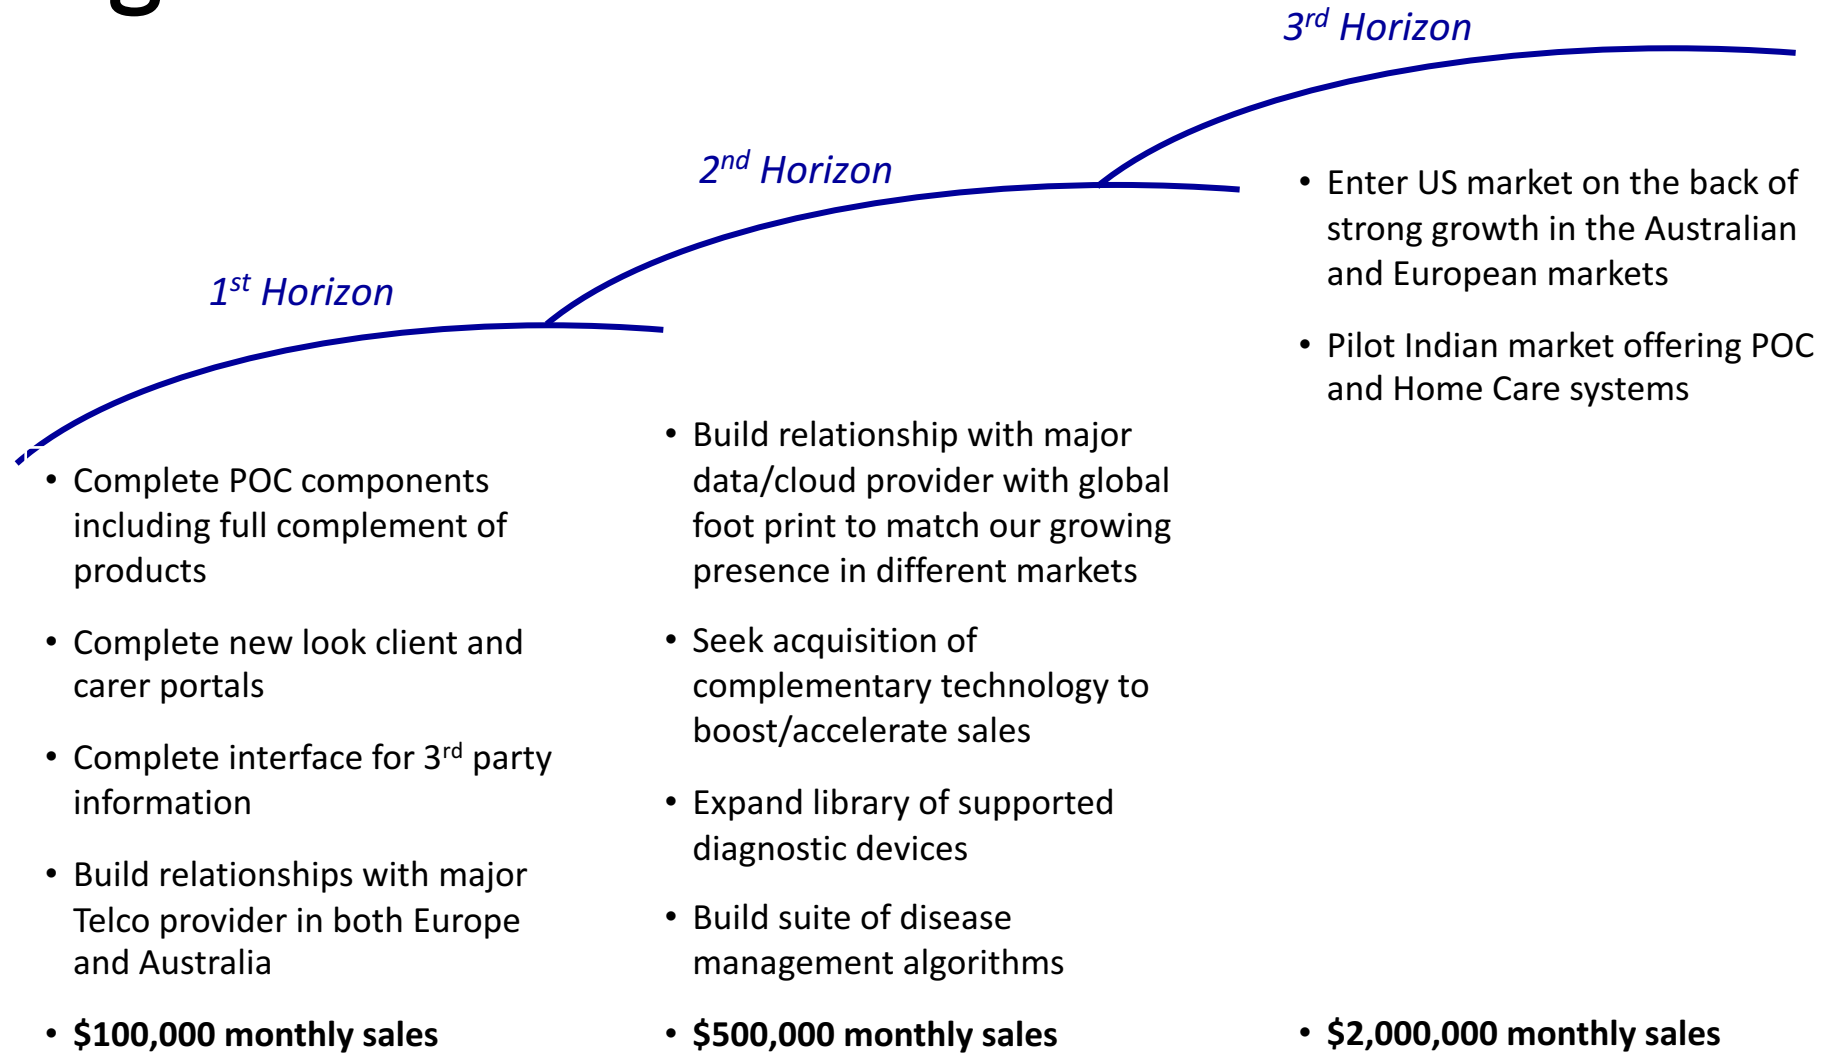 3rd Horizon
2nd Horizon
1st Horizon
• Complete POC components
including full complement of
products
• Complete new look client and
carer portals
• Complete interface for 3rd party
information
• Build relationships with major
Telco provider in both Europe
and Australia
• $100,000 monthly sales
• Build relationship with major
data/cloud provider with global
foot print to match our growing
presence in different markets
• Seek acquisition of
complementary technology to
boost/accelerate sales
• Expand library of supported
diagnostic devices
• Build suite of disease
management algorithms
• $500,000 monthly sales
• Enter US market on the back of
strong growth in the Australian
and European markets
• Pilot Indian market offering POC
and Home Care systems
• $2,000,000 monthly sales